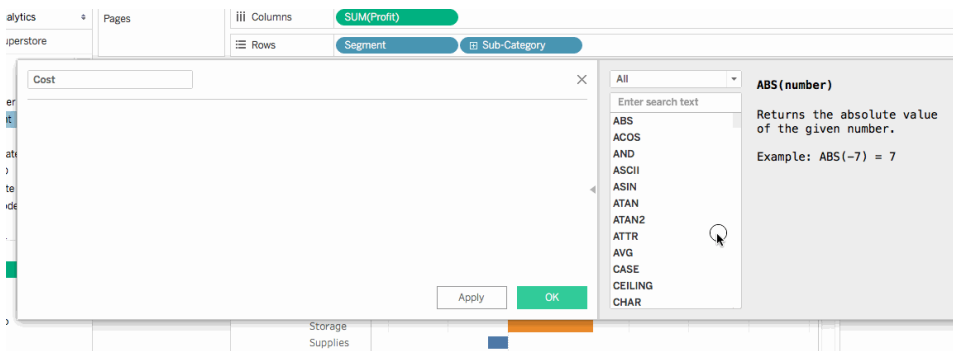 alytics
Pages
iii Columns
SUM(Profit)
uperstore
Rows
Segment
Sub-Category
Cost
All
Enter search text
ABS
ACOS
AND
ASCII
ASIN
ATAN
ATAN2
ATTR
AVG
CASE
CEILING
CHAR
ABS(number)
Returns the absolute value
of the given number.
Example: ABS(-7) = 7
Apply
OK
Storage
Supplies